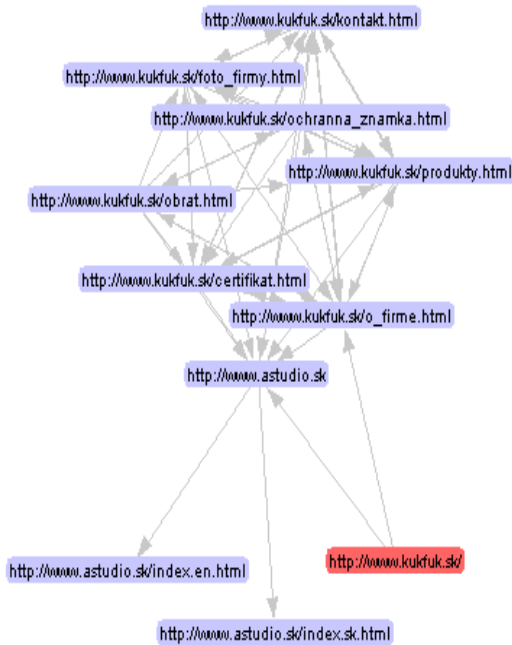 http://www.kukfuk.sk/kontakt.html
http://www.kukfuk.sk/foto_firmy.html
http://www.kukfuk.sk/ochranna_znamka.html
http://www.kukfuk.sk/produkty.html
http://www.kukfuk.sk/obrat.html
http://www.kukfuk.sk/certifikat.html
http://www.kukfuk.sk/o_firme.html
http://www.astudio.sk
http://www.kukfuk.sk/
http://www.astudio.sk/index.en.html
http://www.astudio.sk/index.sk.html